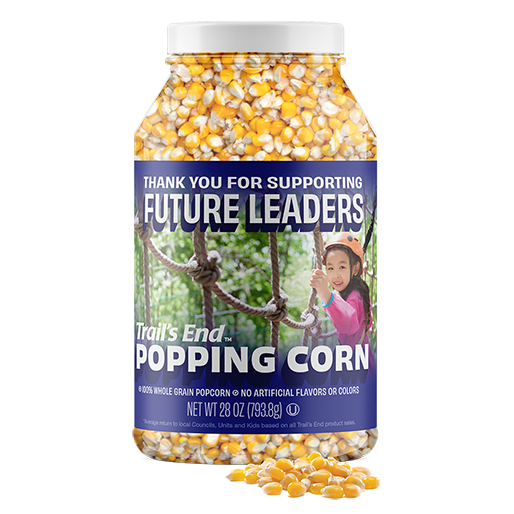 THANK YOU FOR SUPPORTING
FUTURE LEADERS
Trail's End™
POPPING CORN
100% WHOLE GRAIN POPCORN NO ARTIFICIAL FLAVORS OR COLORS
NET WT 28 OZ (793.8g) U
*average return to local Councils, Units and Kids based on all Trail's End product sales.